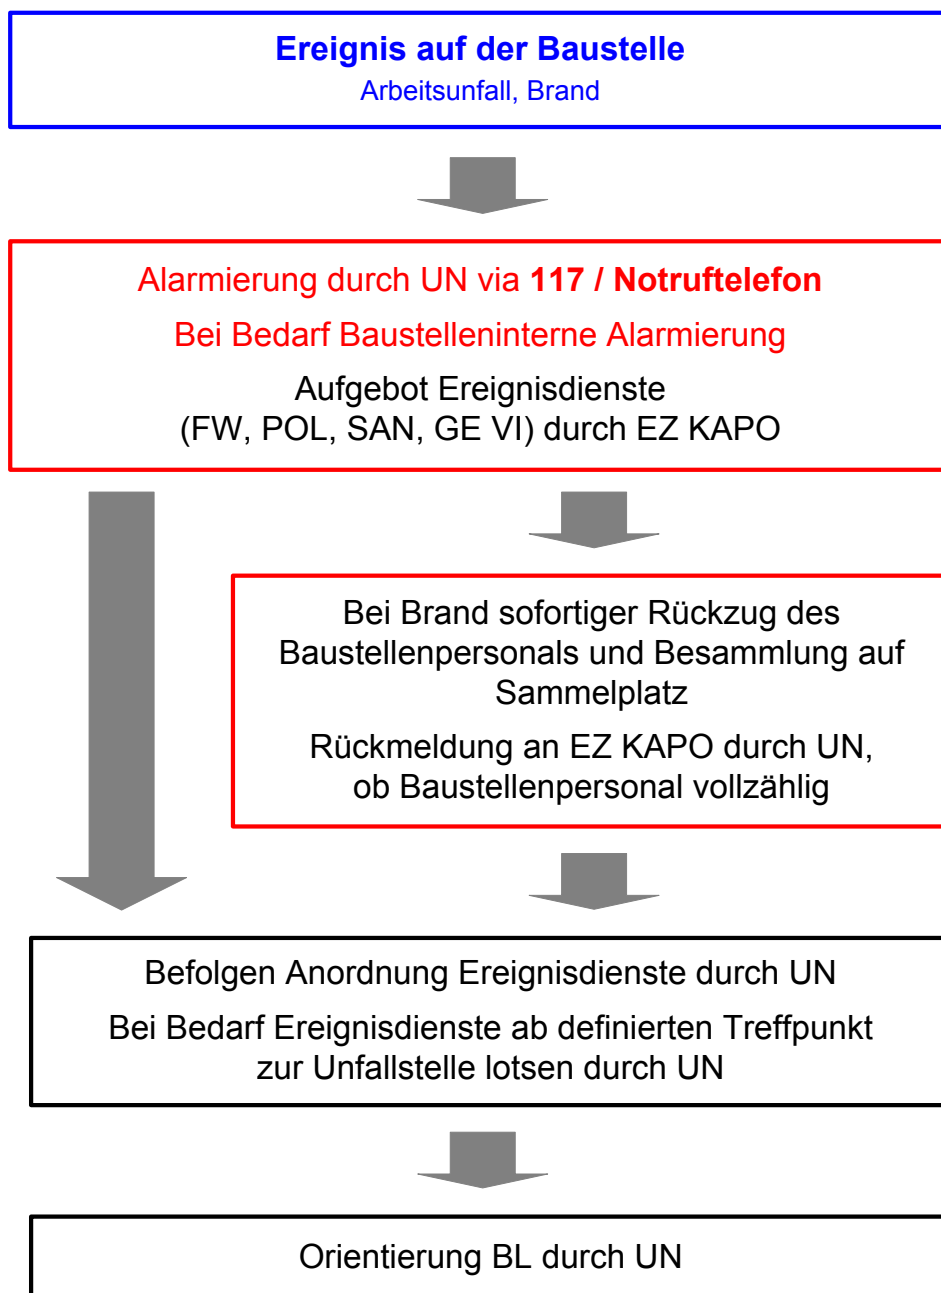 Ereignis auf der Baustelle
Arbeitsunfall, Brand
Alarmierung durch UN via 117 / Notruftelefon
Bei Bedarf Baustelleninterne Alarmierung
Aufgebot Ereignisdienste
(FW, POL, SAN, GE VI) durch EZ KAPO
Bei Brand sofortiger Rückzug des
Baustellenpersonals und Besammlung auf
Sammelplatz
Rückmeldung an EZ KAPO durch UN,
ob Baustellenpersonal vollzählig
Befolgen Anordnung Ereignisdienste durch UN
Bei Bedarf Ereignisdienste ab definierten Treffpunkt
zur Unfallstelle lotsen durch UN
Orientierung BL durch UN